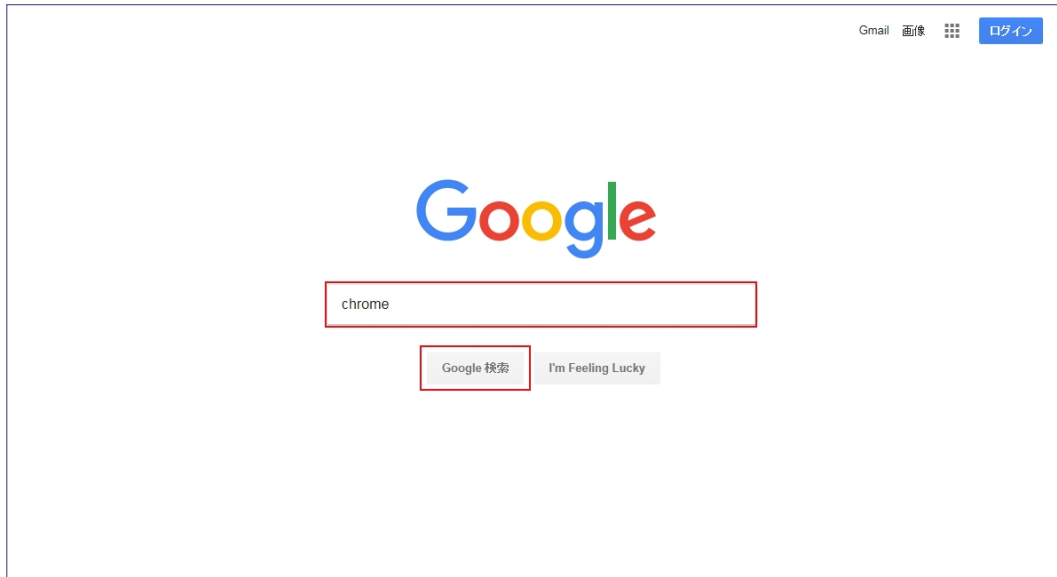 Gmail 画像 ログイン
Google
chrome
Google 検索 I'm Feeling Lucky